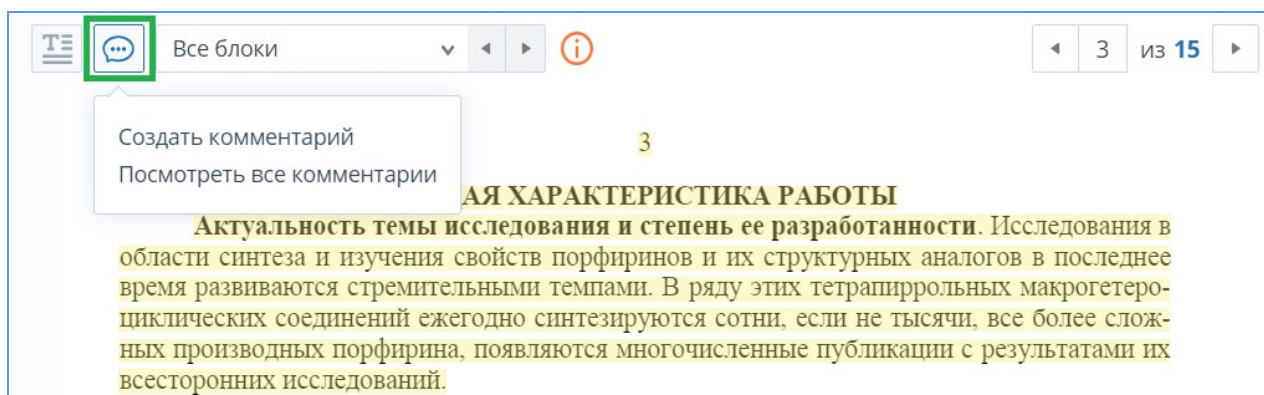 Все блоки
3 из 15
Создать комментарий
Посмотреть все комментарии
3
АЯ ХАРАКТЕРИСТИКА РАБОТЫ
Актуальность темы исследования и степень ее разработанности. Исследования в
области синтеза и изучения свойств порфиринов и их структурных аналогов в последнее
время развиваются стремительными темпами. В ряду этих тетрапиррольных макрогетеро-
циклических соединений ежегодно синтезируются сотни, если не тысячи, все более слож-
ных производных порфирина, появляются многочисленные публикации с результатами их
всесторонних исследований.